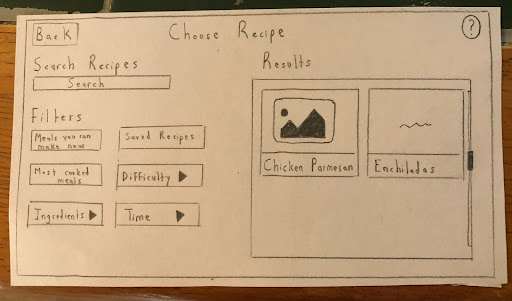 Back
Choose Recipe
?
Search Recipes
Search
Results
Filters
Meals you can
make now
Saved Recipes
Most cooked
meals
Difficulty
Ingredients
Time
Chicken Parmesan
Enchiladas